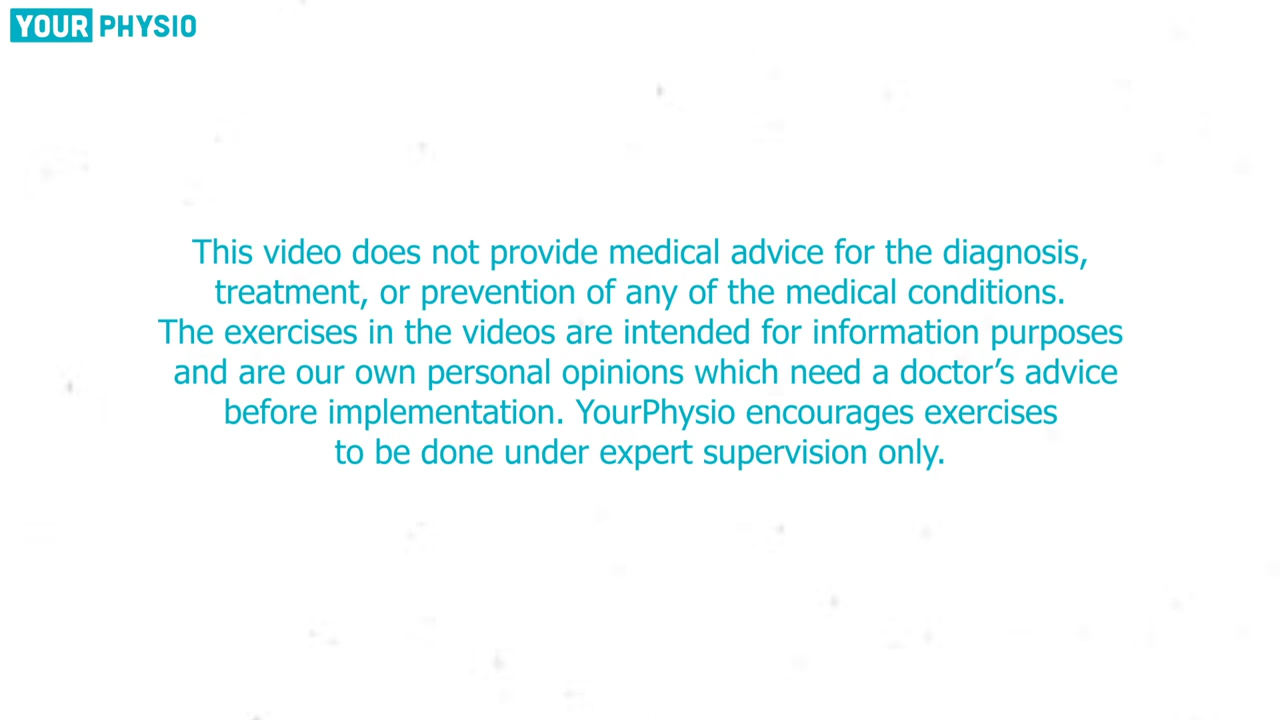 YOUR PHYSIO
This video does not provide medical advice for the diagnosis,
treatment, or prevention of any of the medical conditions.
The exercises in the videos are intended for information purposes
and are our own personal opinions which need a doctor’s advice
before implementation. YourPhysio encourages exercises
to be done under expert supervision only.